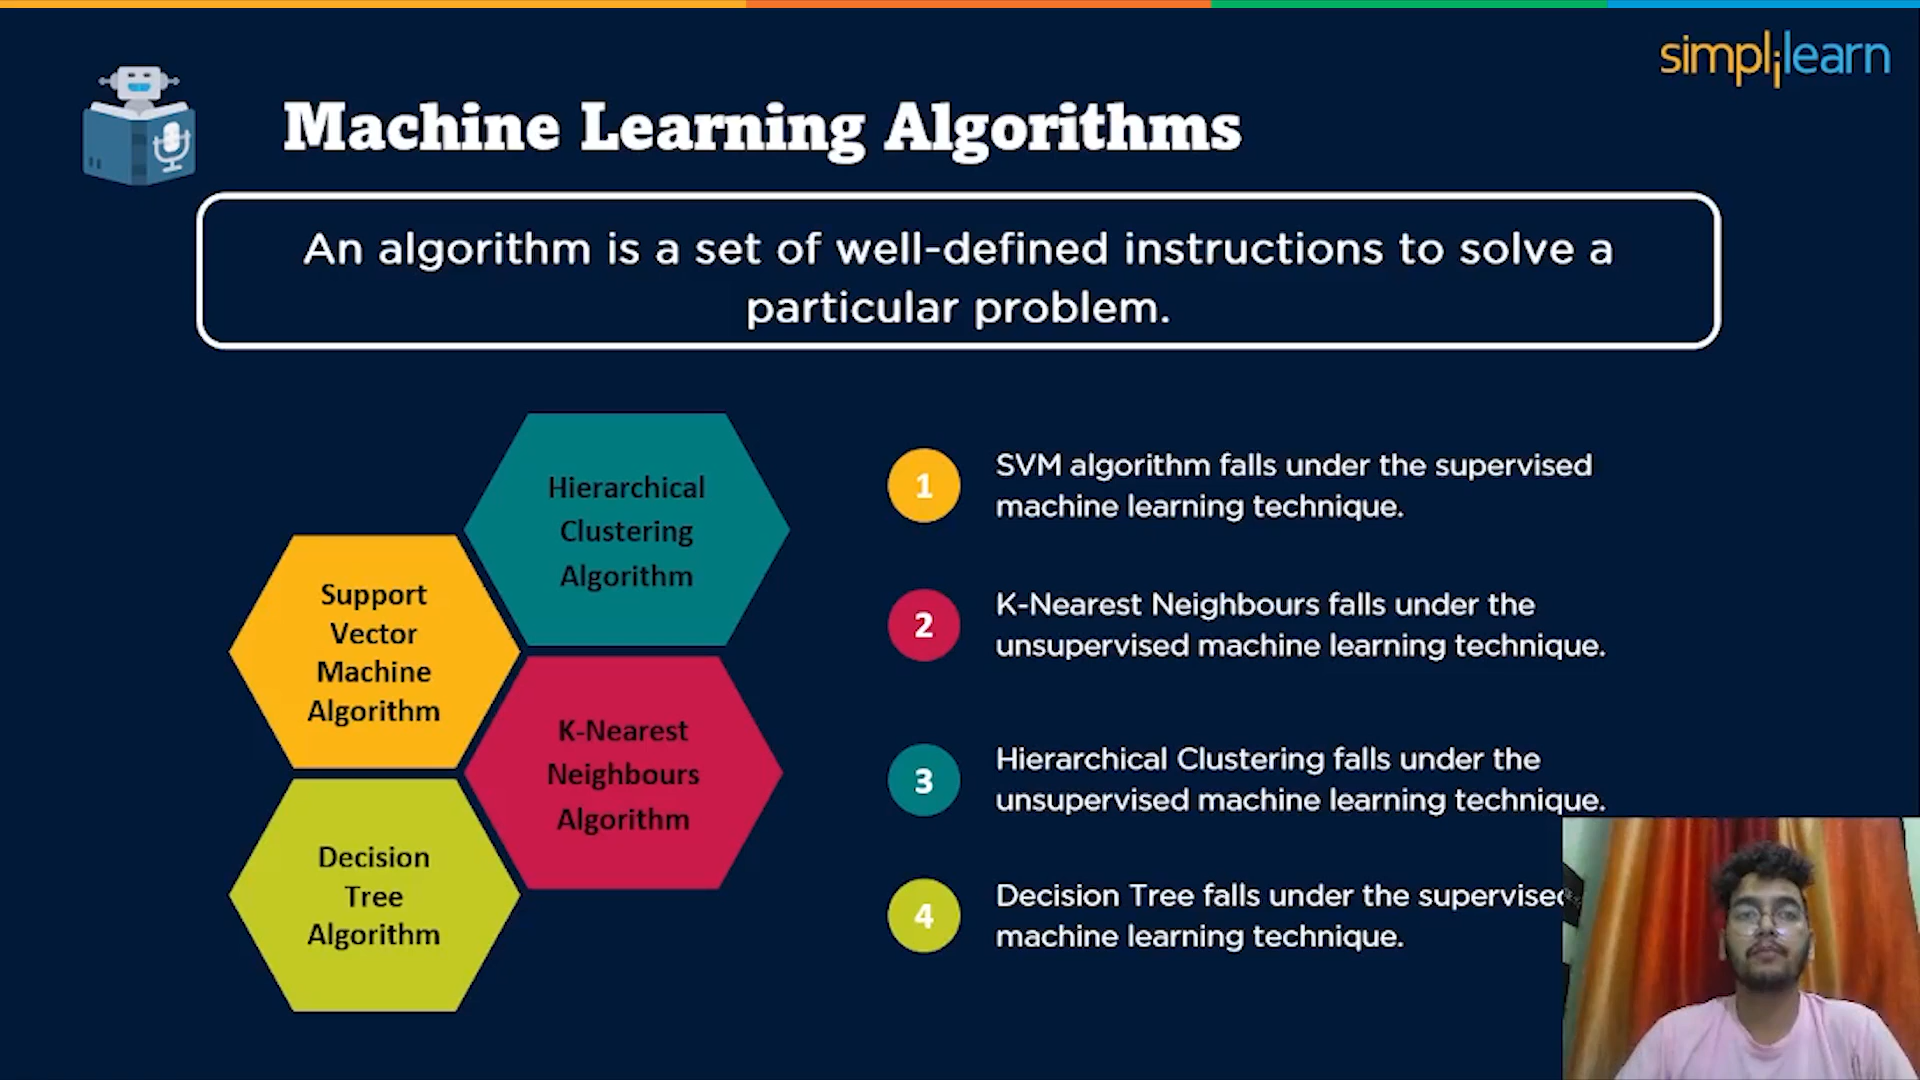 simplilearn
Machine Learning Algorithms
An algorithm is a set of well-defined instructions to solve a
particular problem.
Hierarchical
Clustering
Algorithm
Support
Vector
Machine
Algorithm
K-Nearest
Neighbours
Algorithm
Decision
Tree
Algorithm
1
SVM algorithm falls under the supervised
machine learning technique.
2
K-Nearest Neighbours falls under the
unsupervised machine learning technique.
3
Hierarchical Clustering falls under the
unsupervised machine learning technique.
4
Decision Tree falls under the supervised
machine learning technique.